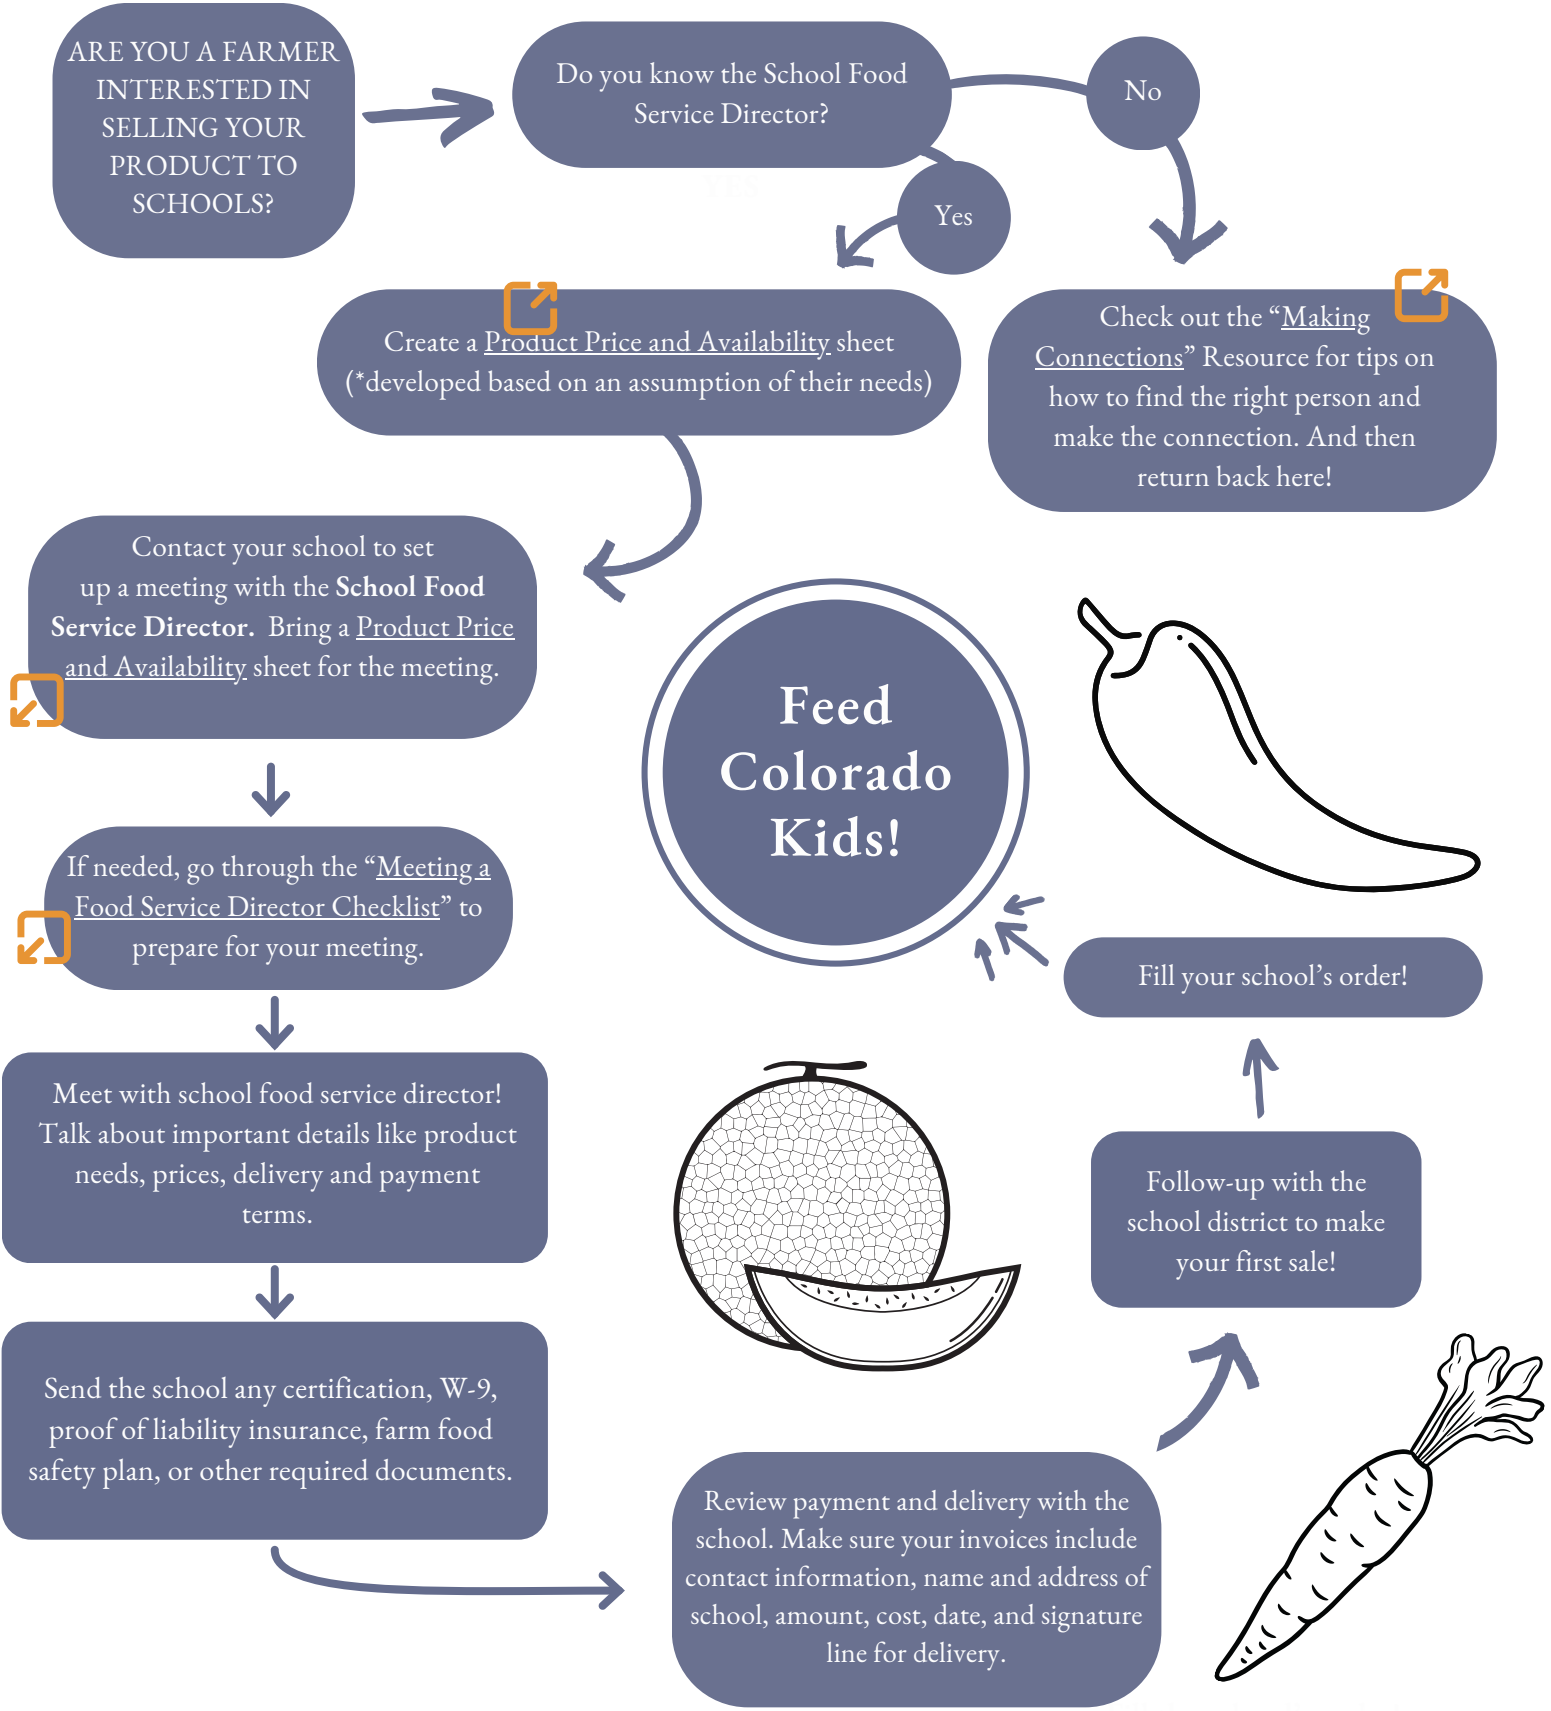 ARE YOU A FARMER
INTERESTED IN
SELLING YOUR
PRODUCT TO
SCHOOLS?
Do you know the School Food
Service Director?
No
Yes
Create a Product Price and Availability sheet
(*developed based on an assumption of their needs)
Check out the “Making
Connections” Resource for tips on
how to find the right person and
make the connection. And then
return back here!
Contact your school to set
up a meeting with the School Food
Service Director. Bring a Product Price
and Availability sheet for the meeting.
If needed, go through the “Meeting a
Food Service Director Checklist” to
prepare for your meeting.
Meet with school food service director!
Talk about important details like product
needs, prices, delivery and payment
terms.
Send the school any certification, W-9,
proof of liability insurance, farm food
safety plan, or other required documents.
Review payment and delivery with the
school. Make sure your invoices include
contact information, name and address of
school, amount, cost, date, and signature
line for delivery.
Follow-up with the
school district to make
your first sale!
Fill your school’s order!
Feed
Colorado
Kids!